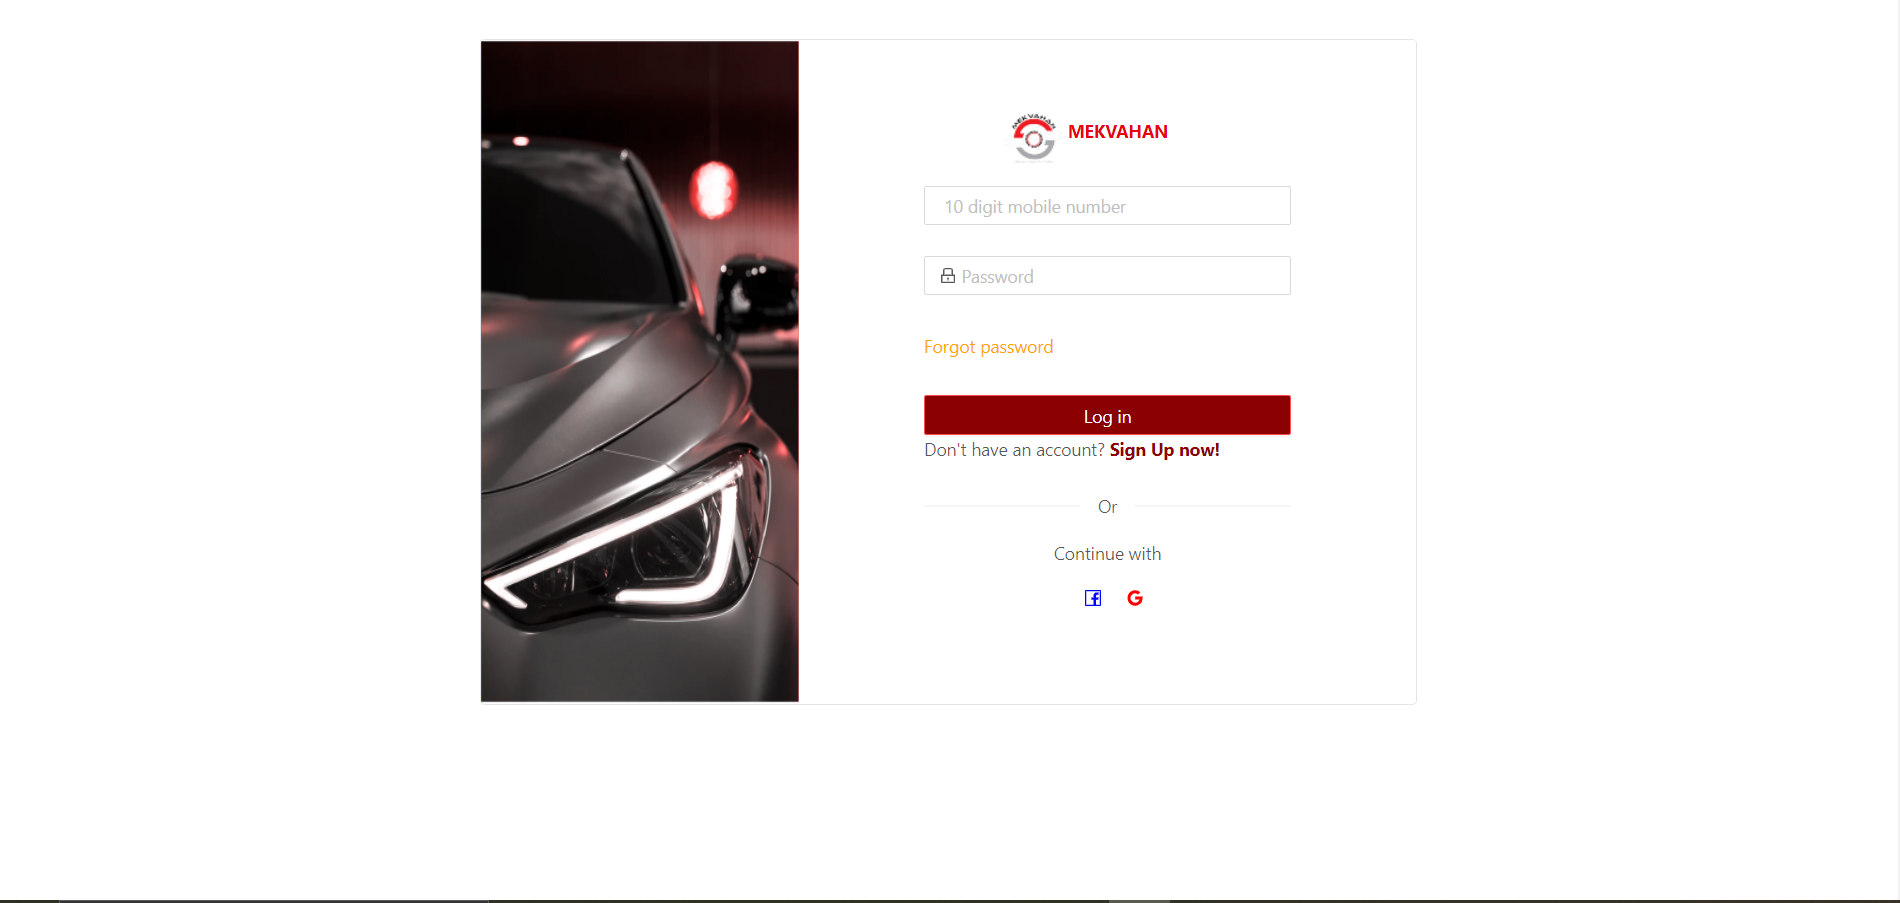 MEKVAHAN
MEKVAHAN
10 digit mobile number
Password
Forgot password
Log in
Don't have an account? Sign Up now!
Or
Continue with